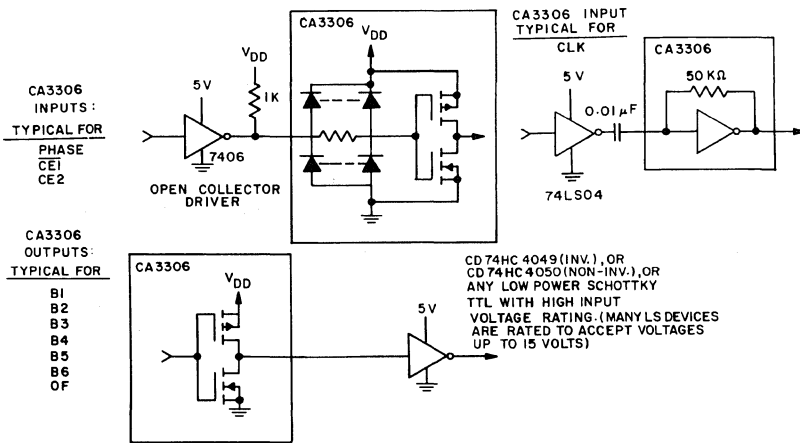 CA3306
INPUTS:
TYPICAL FOR
PHASE
CE1
CE2
5V
7406
OPEN COLLECTOR
DRIVER
VDD
1K
CA3306
VDD
CA3306 INPUT
TYPICAL FOR
CLK
5V
74LS04
0.01µF
CA3306
50KΩ
CA3306
OUTPUTS:
TYPICAL FOR
B1
B2
B3
B4
B5
B6
OF
CA3306
VDD
5V
CD74HC4049(INV.),OR
CD74HC4050(NON-INV.),OR
ANY LOW POWER SCHOTTKY
TTL WITH HIGH INPUT
VOLTAGE RATING.(MANY LS DEVICES
ARE RATED TO ACCEPT VOLTAGES
UP TO 15 VOLTS)